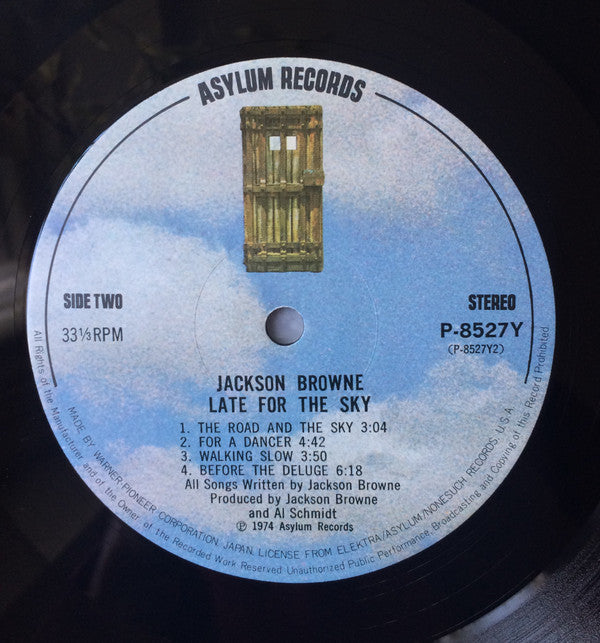 ASYLUM RECORDS
SIDE TWO
33⅓ RPM
STEREO
P-8527Y
(P-8527Y2)
JACKSON BROWNE
LATE FOR THE SKY
1. THE ROAD AND THE SKY 3:04
2. FOR A DANCER 4:42
3. WALKING SLOW 3:50
4. BEFORE THE DELUGE 6:18
All Songs Written by Jackson Browne
Produced by Jackson Browne
and Al Schmidt
Ⓟ 1974 Asylum Records
MADE BY WARNER-PIONEER CORPORATION, JAPAN, LICENSE FROM ELEKTRA/ASYLUM/NONESUCH RECORDS, U.S.A.
All Rights of the Manufacturer and of the Owner of the Recorded Work Reserved Unauthorized Public Performance, Broadcasting and Copying of this Record Prohibited.